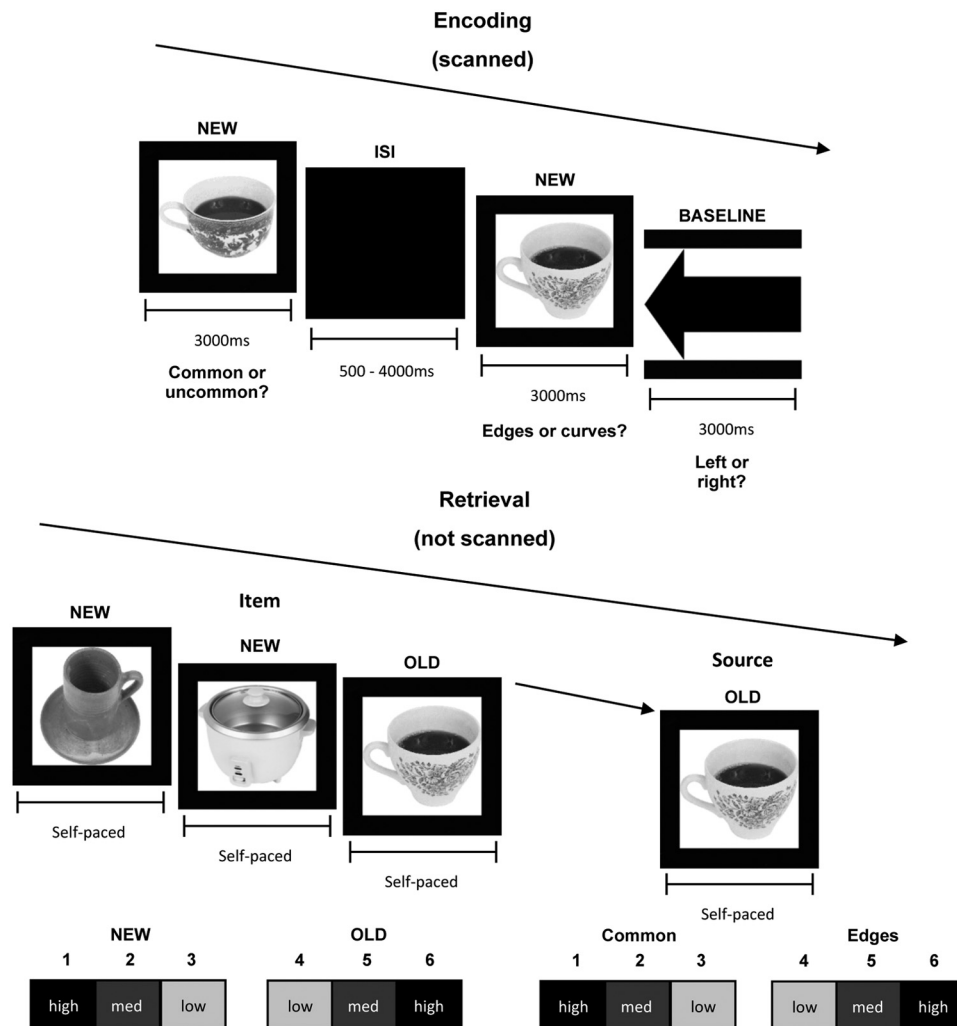 Encoding
(scanned)
NEW
ISI
NEW
BASELINE
3000ms
Common or
uncommon?
500 - 4000ms
3000ms
Edges or curves?
3000ms
Left or
right?
Retrieval
(not scanned)
NEW
Item
NEW
OLD
Source
OLD
Self-paced
Self-paced
Self-paced
Self-paced
NEW
OLD
Common
Edges
1 2 3
4 5 6
1 2 3
4 5 6
high med low
low med high
high med low
low med high